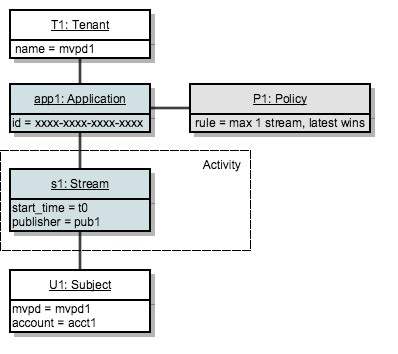 T1: Tenant
name = mvpd1
app1: Application
id = xxxx-xxxx-xxxx-xxxx
P1: Policy
rule = max 1 stream, latest wins
Activity
s1: Stream
start_time = t0
publisher = pub1
U1: Subject
mvpd = mvpd1
account = acct1